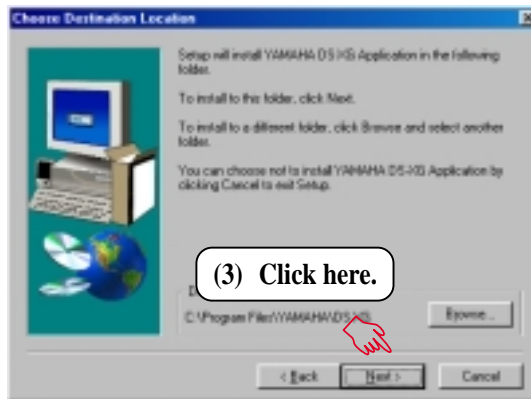 Choose Destination Location
Setup will install YAMAHA DS-XG Application in the following
folder.
To install to this folder, click Next.
To install to a different folder, click Browse and select another
folder.
You can choose not to install YAMAHA DS-XG Application by
clicking Cancel to exit Setup.
(3) Click here.
C:\Program Files\YAMAHA\DS-XG
Browse...
< Back
Next >
Cancel